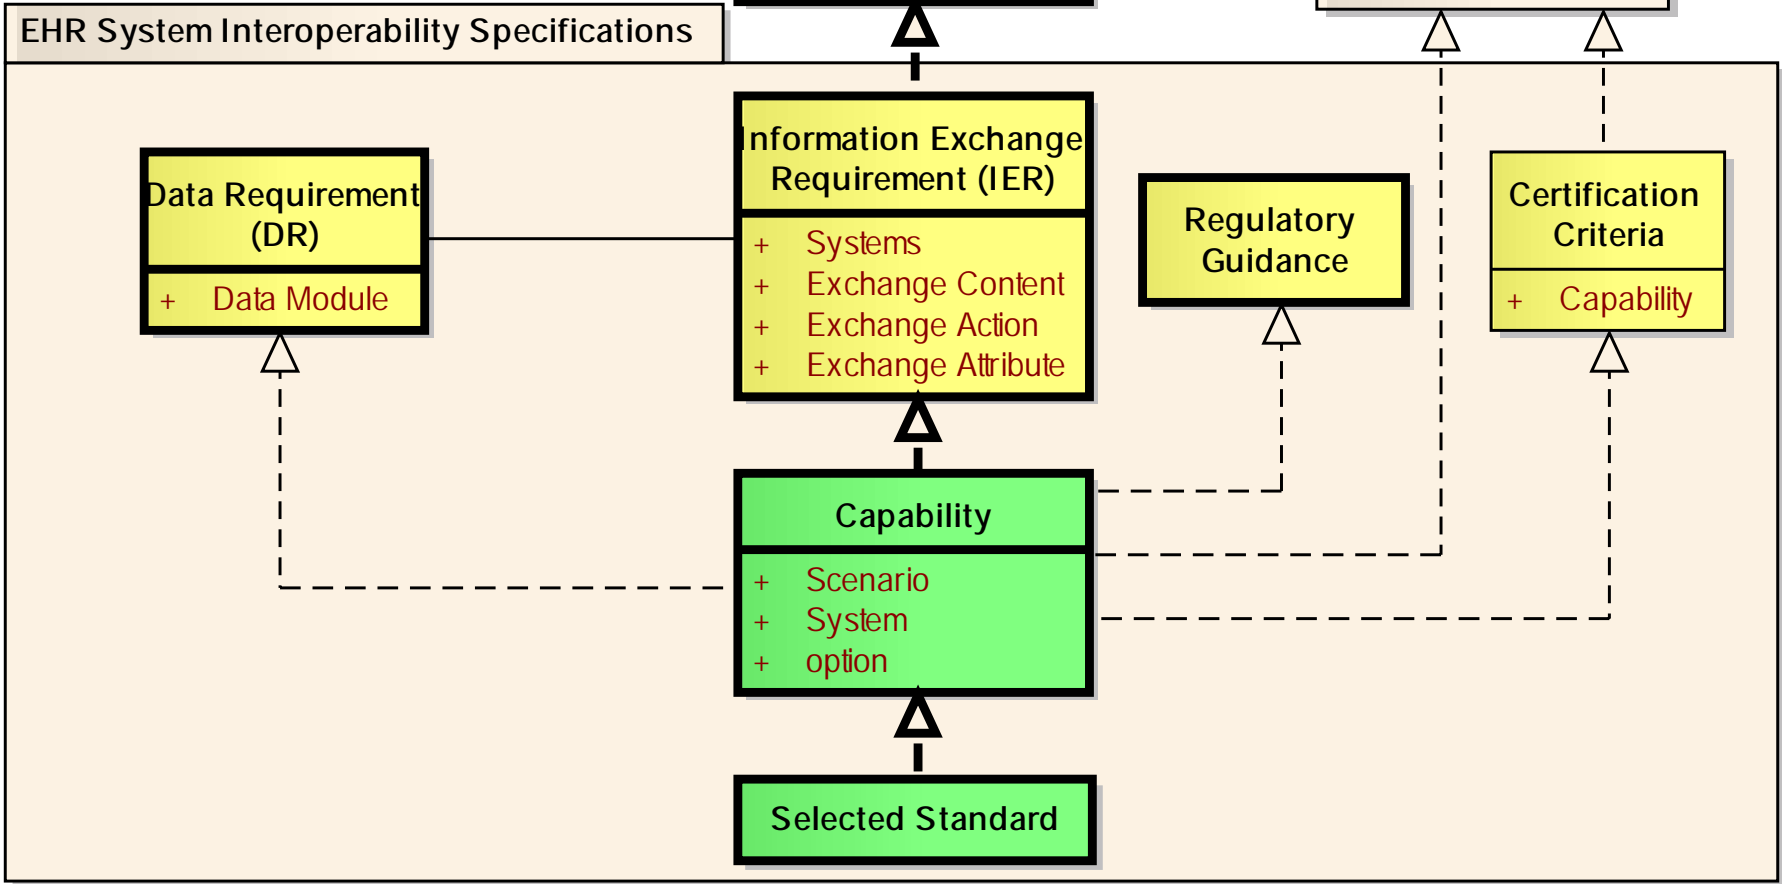 EHR System Interoperability Specifications
Information Exchange
Requirement (IER)
+ Systems
+ Exchange Content
+ Exchange Action
+ Exchange Attribute
Data Requirement
(DR)
+ Data Module
Regulatory
Guidance
Certification
Criteria
+ Capability
Capability
+ Scenario
+ System
+ option
Selected Standard